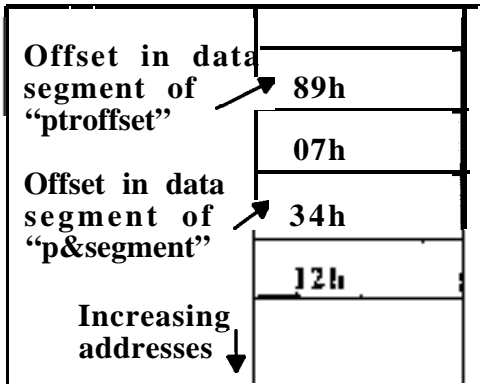 Offset in data
segment of
“ptroffset”
89h
07h
Offset in data
segment of
“p&segment”
34h
12h
Increasing
addresses